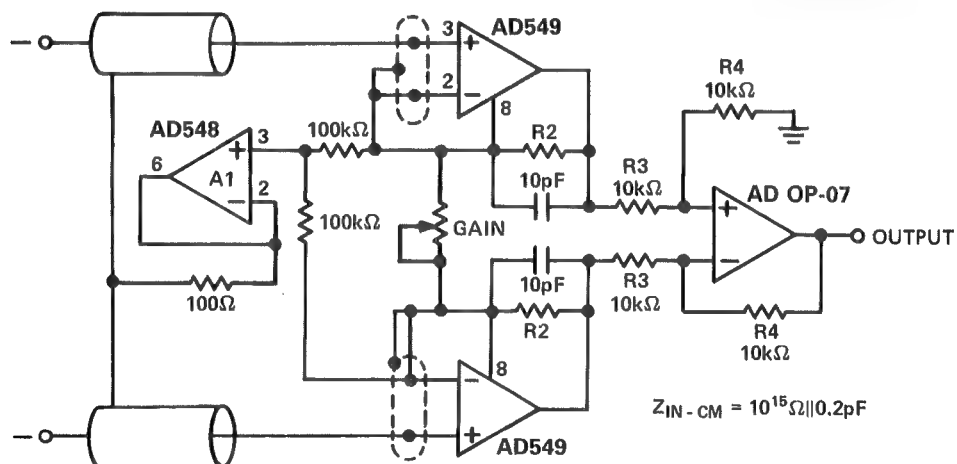 −
AD549
3
+
2
−
8
R4
10kΩ
AD548
6
3
+
A1
2
−
100kΩ
R2
10pF
R3
10kΩ
AD OP-07
+
−
OUTPUT
100kΩ
GAIN
100Ω
10pF
R2
R3
10kΩ
R4
10kΩ
8
−
+
AD549
Z_IN - CM = 10¹⁵Ω||0.2pF
−